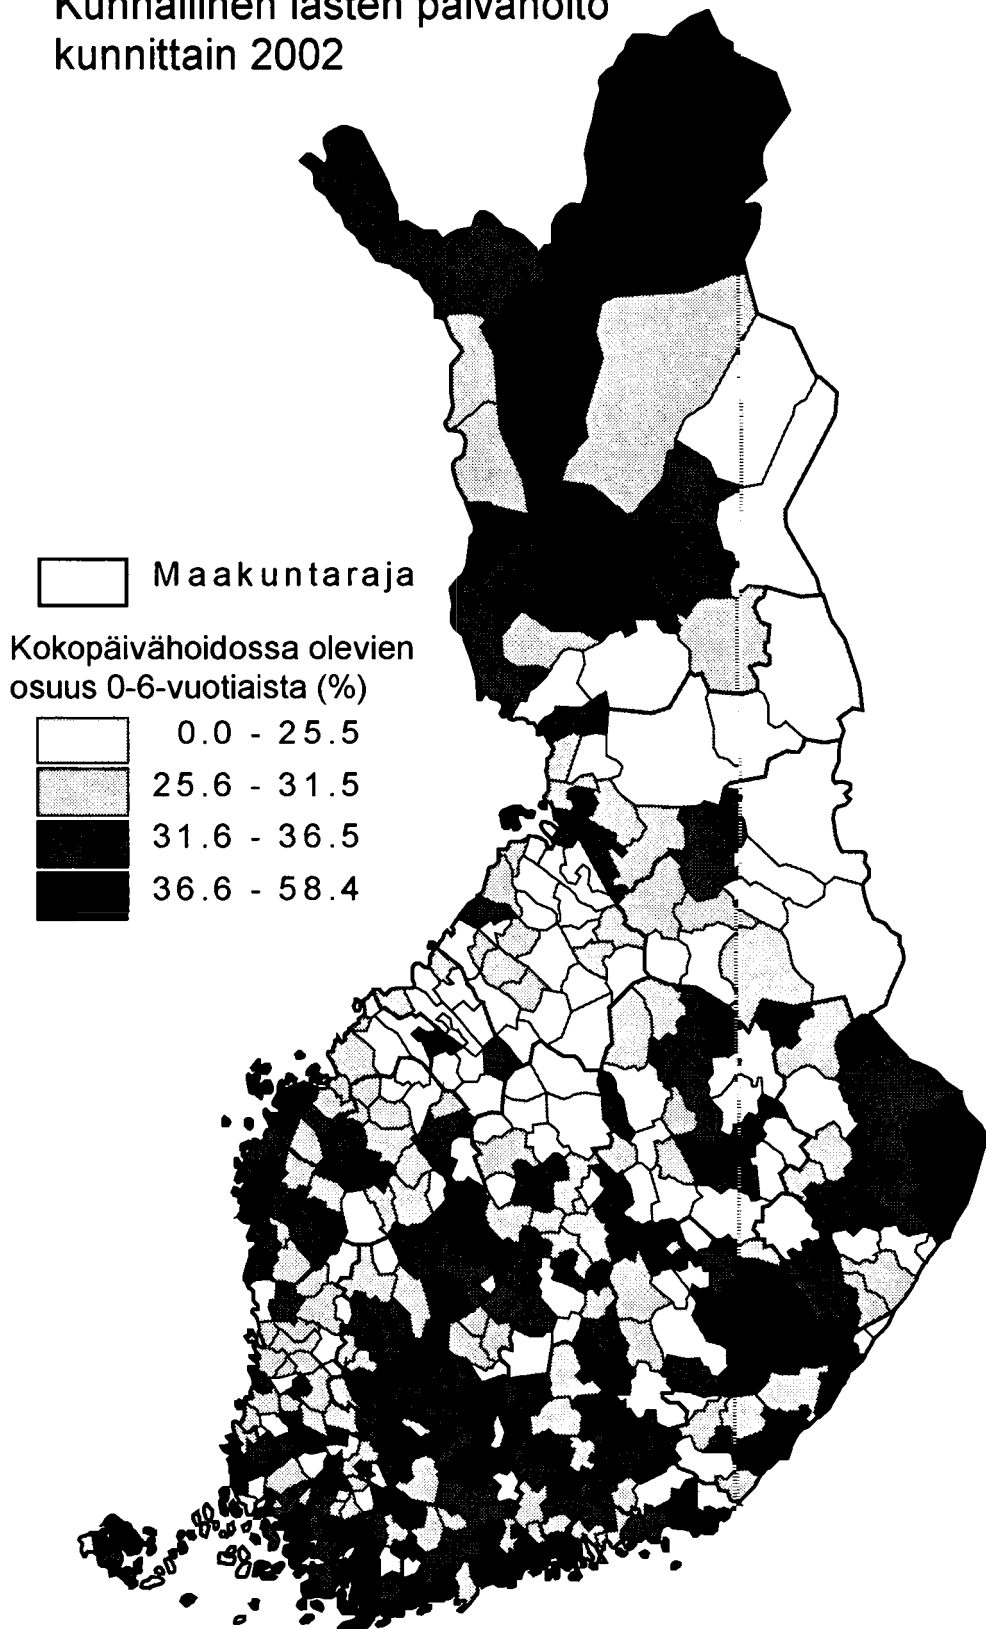 Kunnallinen lasten päivähoito
kunnittain 2002
Maakuntaraja
Kokopäivähoidossa olevien
osuus 0-6-vuotiaista (%)
0.0 - 25.5
25.6 - 31.5
31.6 - 36.5
36.6 - 58.4